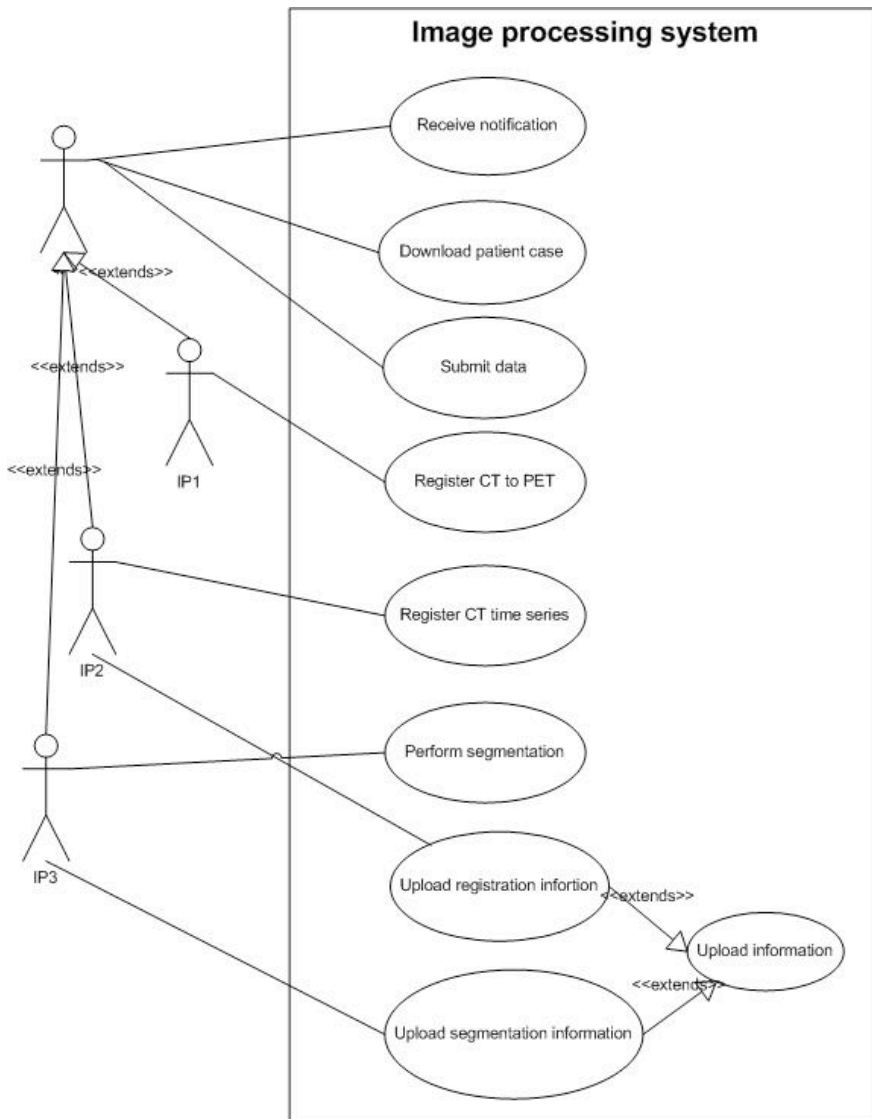 Image processing system
Receive notification
Download patient case
<<extends>>
Submit data
<<extends>>
<<extends>>
IP1
Register CT to PET
Register CT time series
IP2
Perform segmentation
IP3
Upload registration infortion
<<extends>>
Upload information
<<extends>>
Upload segmentation information